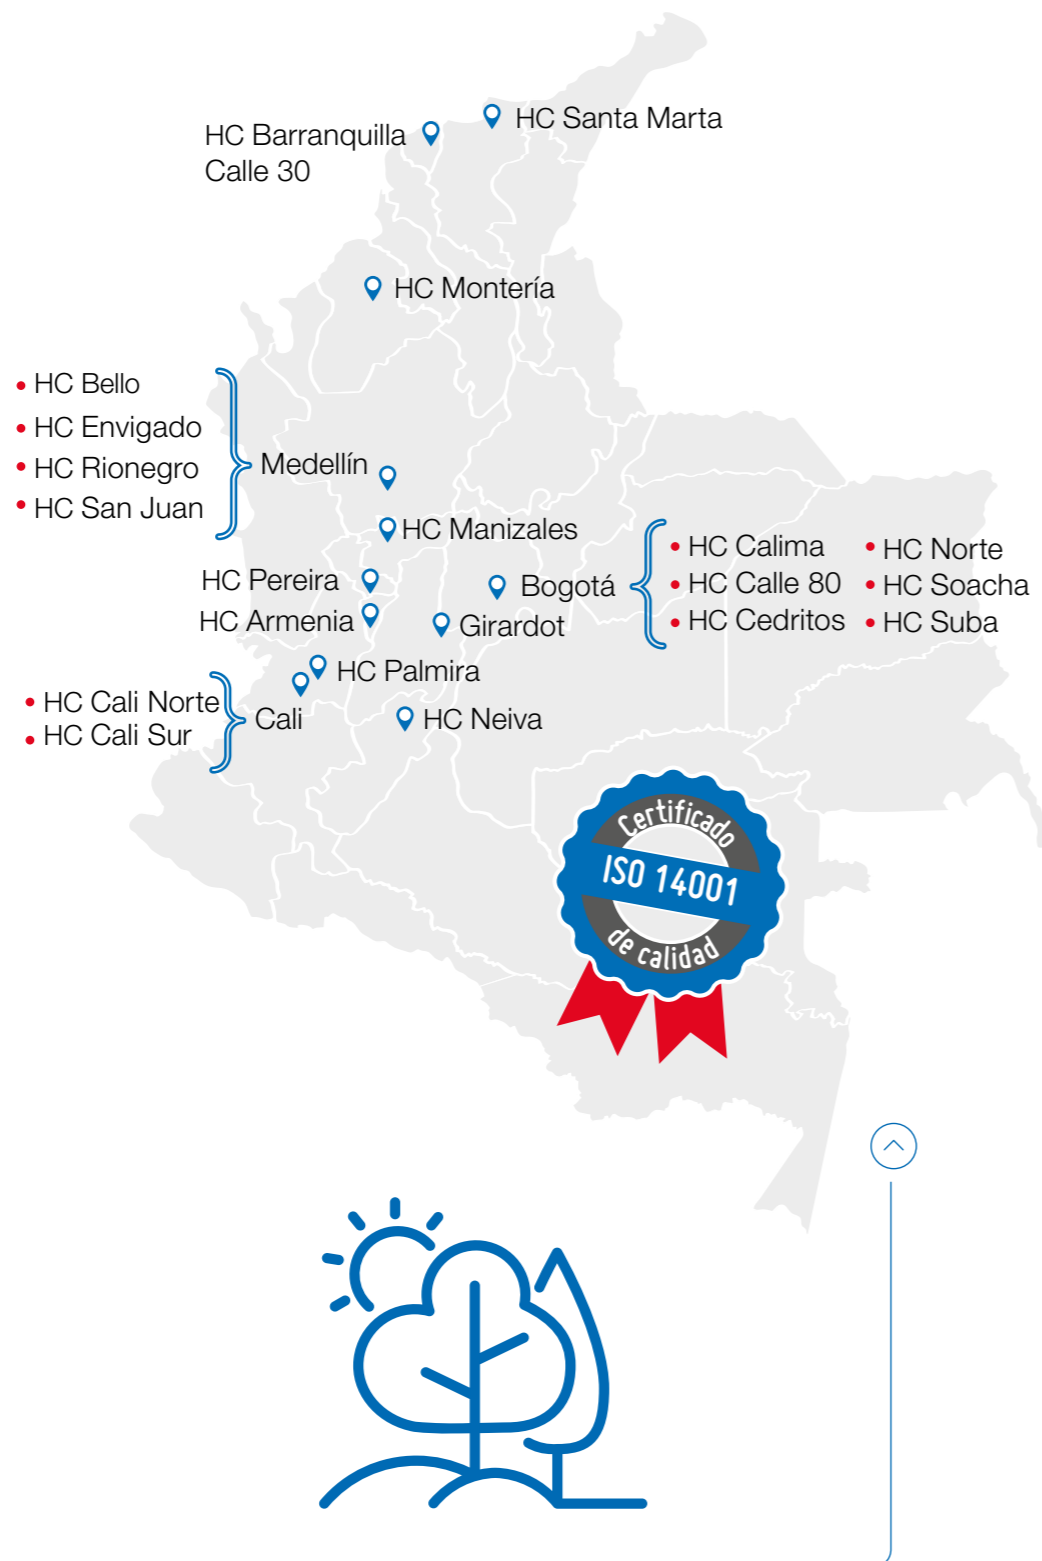 HC Santa Marta
HC Barranquilla
Calle 30
HC Montería
• HC Bello
• HC Envigado
• HC Rionegro
• HC San Juan
Medellín
HC Manizales
HC Pereira
HC Armenia
Bogotá
• HC Calima
• HC Calle 80
• HC Cedritos
• HC Norte
• HC Soacha
• HC Suba
Girardot
HC Palmira
• HC Cali Norte
• HC Cali Sur
Cali
HC Neiva
Certificado
ISO 14001
de calidad